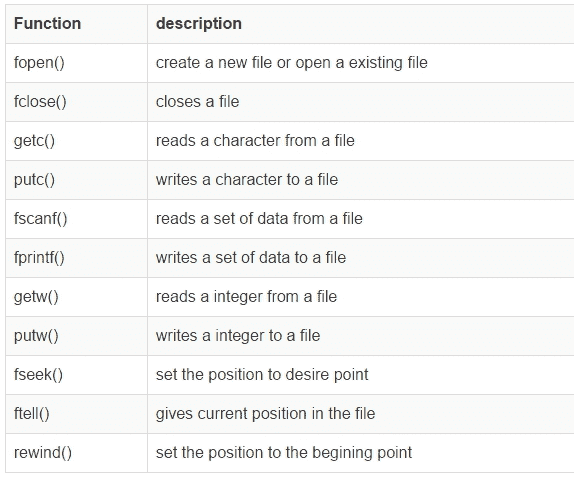 Function description
fopen() create a new file or open a existing file
fclose() closes a file
getc() reads a character from a file
putc() writes a character to a file
fscanf() reads a set of data from a file
fprintf() writes a set of data to a file
getw() reads a integer from a file
putw() writes a integer to a file
fseek() set the position to desire point
ftell() gives current position in the file
rewind() set the position to the begining point